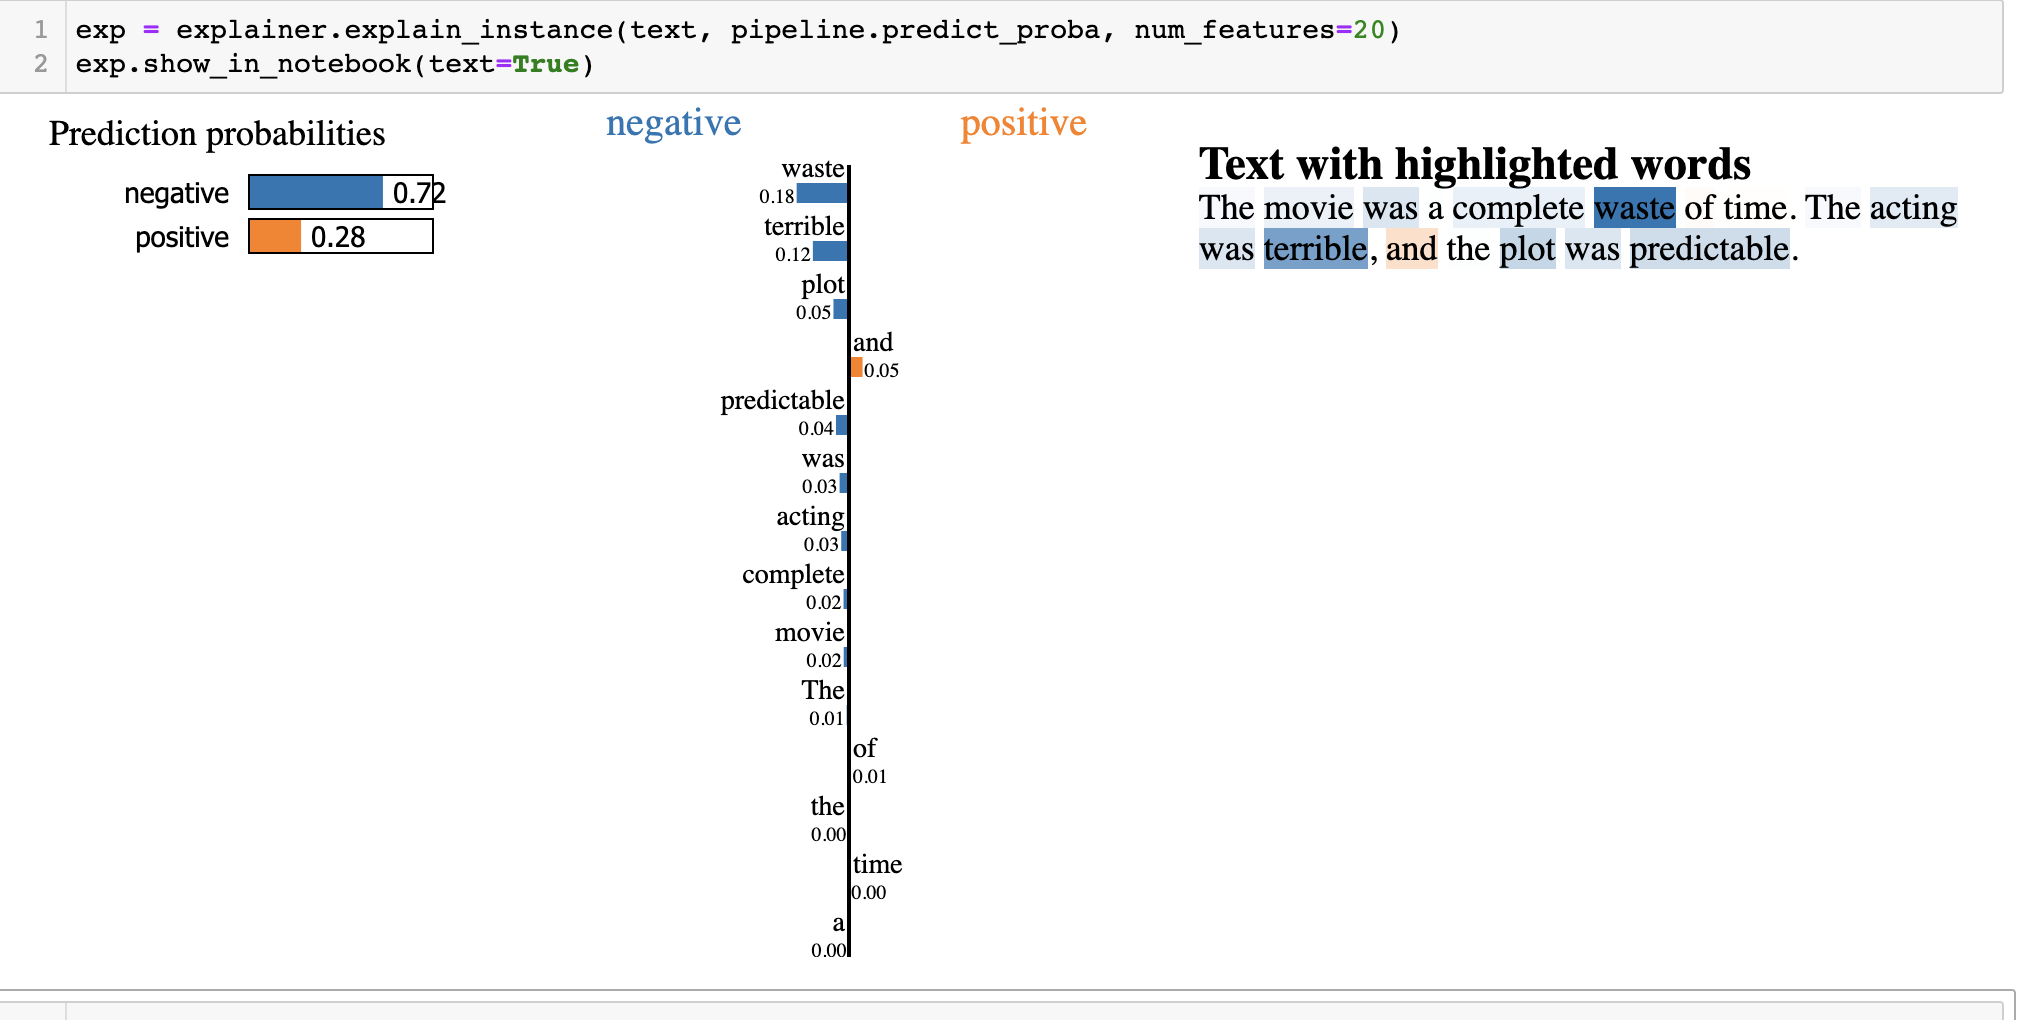 1 exp = explainer.explain_instance(text, pipeline.predict_proba, num_features=20)
2 exp.show_in_notebook(text=True)
Prediction probabilities
negative 0.72
positive 0.28
negative positive
waste
0.18
terrible
0.12
plot
0.05
and
0.05
predictable
0.04
was
0.03
acting
0.03
complete
0.02
movie
0.02
The
0.01
of
0.01
the
0.00
time
0.00
a
0.00
Text with highlighted words
The movie was a complete waste of time. The acting
was terrible, and the plot was predictable.